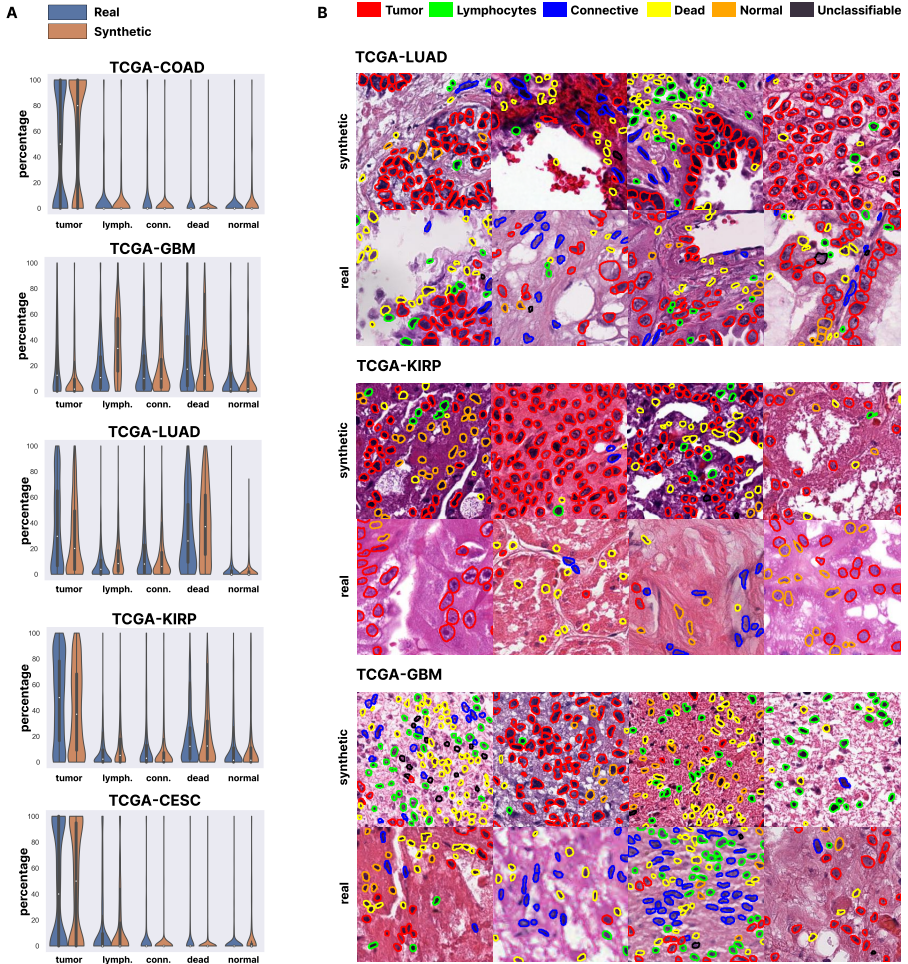 A
Real
Synthetic
TCGA-COAD
percentage
100
80
60
40
20
0
tumor lymph. conn. dead normal
TCGA-GBM
percentage
100
80
60
40
20
0
tumor lymph. conn. dead normal
TCGA-LUAD
percentage
100
80
60
40
20
0
tumor lymph. conn. dead normal
TCGA-KIRP
percentage
100
80
60
40
20
0
tumor lymph. conn. dead normal
TCGA-CESC
percentage
100
80
60
40
20
0
tumor lymph. conn. dead normal
B
Tumor Lymphocytes Connective Dead Normal Unclassifiable
TCGA-LUAD
synthetic
real
TCGA-KIRP
synthetic
real
TCGA-GBM
synthetic
real